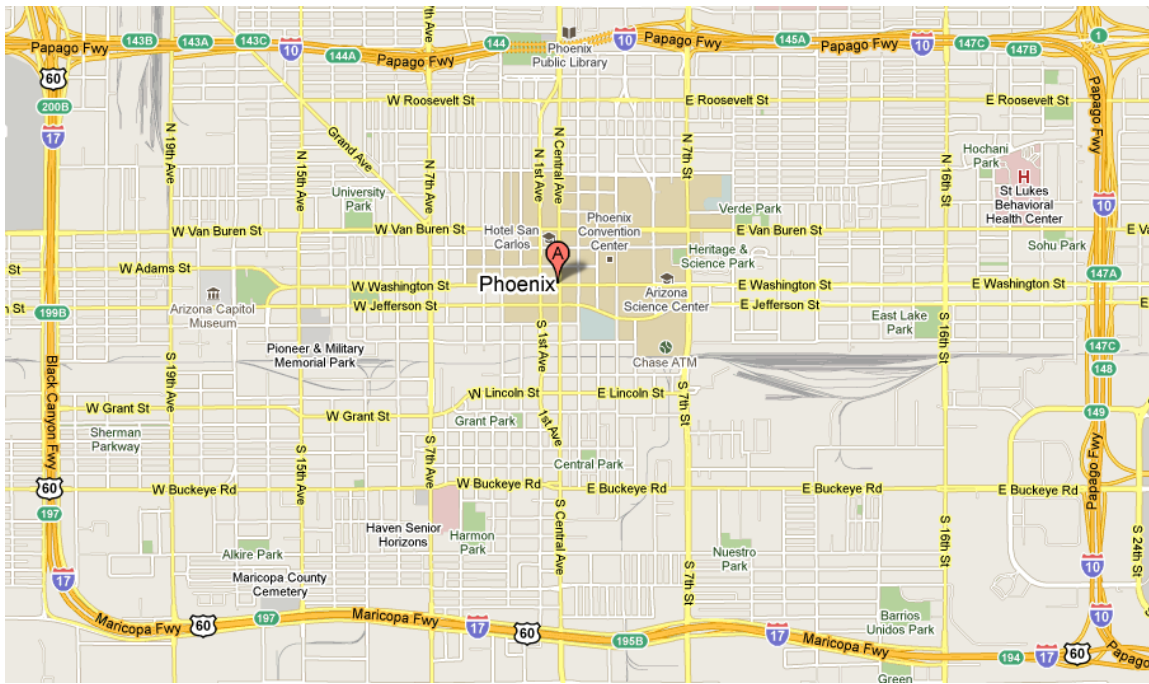 143B
143A
143C
10
144A
144
Papago Fwy
Papago Fwy
Phoenix
Public Library
10
Papago Fwy
145A
Papago Fwy
10
147C
147B
1
60
200B
17
W Roosevelt St
E Roosevelt St
E Roosevelt St
Papago Fwy
N 19th Ave
N 15th Ave
Grand Ave
N 7th Ave
N 1st Ave
N Central Ave
N 7th St
N 16th St
Hochani
Park
H
St Lukes
Behavioral
Health Center
10
University
Park
Verde Park
W Van Buren St
W Van Buren St
Hotel San
Carlos
Phoenix
Convention
Center
E Van Buren St
E Va
Sohu Park
Heritage &
Science Park
A
St
W Adams St
W Washington St
Phoenix
E Washington St
E Washington St
147A
Arizona Capitol
Museum
W Jefferson St
Arizona
Science Center
E Jefferson St
n St
199B
East Lake
Park
S 1st Ave
Pioneer & Military
Memorial Park
Chase ATM
S 16th St
147C
148
Black Canyon Fwy
S 19th Ave
W Lincoln St
E Lincoln St
S 7th St
W Grant St
W Grant St
Grant Park
1st Ave
149
Sherman
Parkway
S 15th Ave
S 7th Ave
Central Park
Papago Fwy
60
W Buckeye Rd
W Buckeye Rd
E Buckeye Rd
E Buckeye Rd
E Buckeye Rd
197
Haven Senior
Horizons
Harmon
Park
S Central Ave
S 7th St
S 16th St
S 24th St
Alkire Park
Nuestro
Park
10
17
Maricopa County
Cemetery
Maricopa Fwy
60
197
Maricopa Fwy
17
60
195B
17
Maricopa Fwy
Barrios
Unidos Park
10
194
17
60
Papago
Green